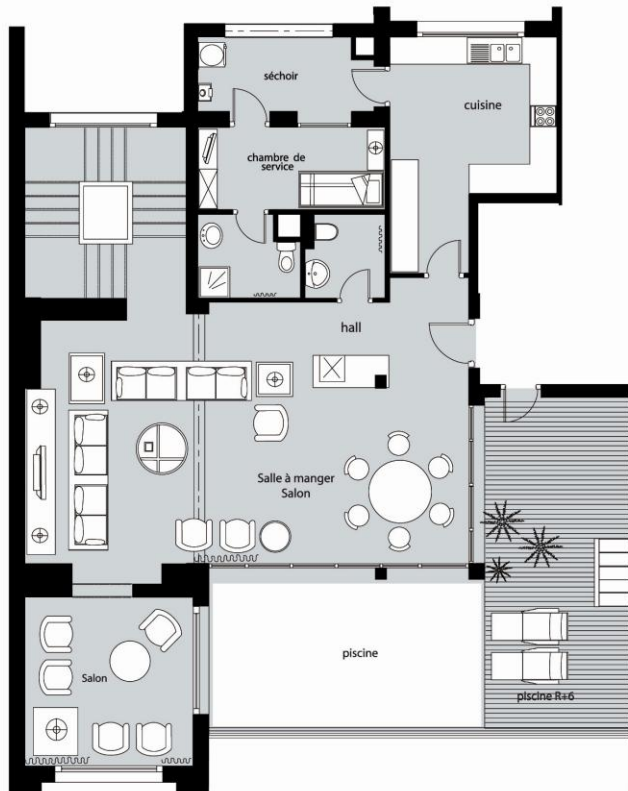 séchoir
cuisine
chambre de
service
hall
Salle à manger
Salon
piscine
Salon
piscine R+6